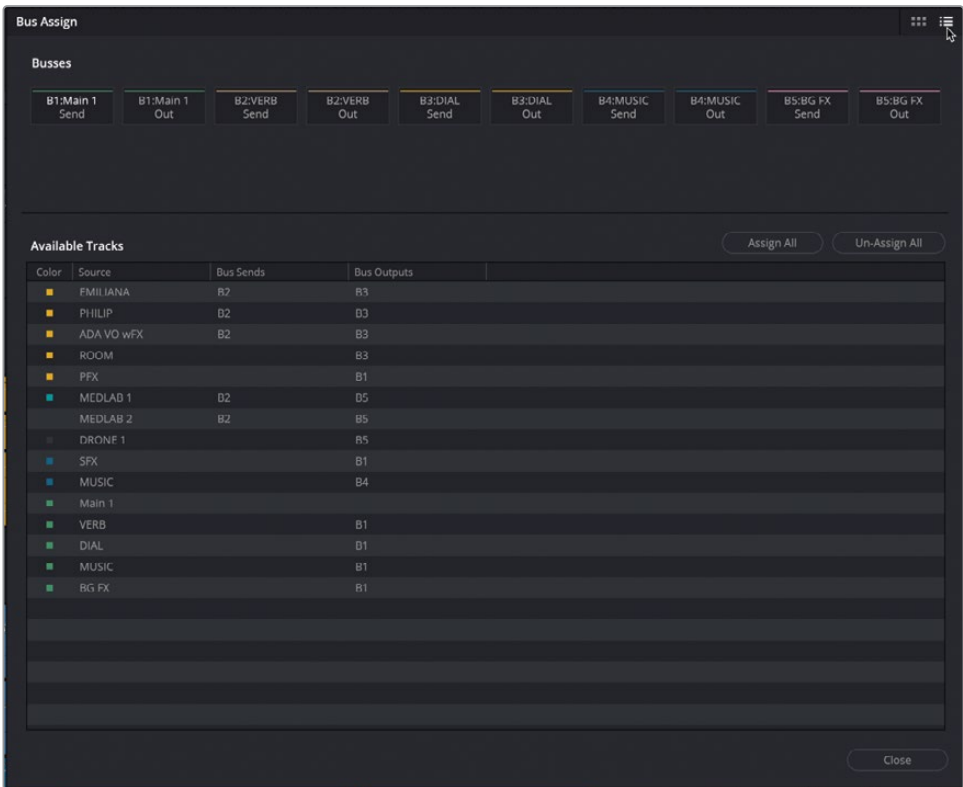 Bus Assign
Busses
B1:Main 1 Send
B1:Main 1 Out
B2:VERB Send
B2:VERB Out
B3:DIAL Send
B3:DIAL Out
B4:MUSIC Send
B4:MUSIC Out
B5:BG FX Send
B5:BG FX Out
Available Tracks
Assign All
Un-Assign All
Color Source Bus Sends Bus Outputs
EMILIANA B2 B3
PHILIP B2 B3
ADA VO wFX B2 B3
ROOM B3
PFX B1
MEDLAB 1 B2 B5
MEDLAB 2 B2 B5
DRONE 1 B5
SFX B1
MUSIC B4
Main 1
VERB B1
DIAL B1
MUSIC B1
BG FX B1
Close